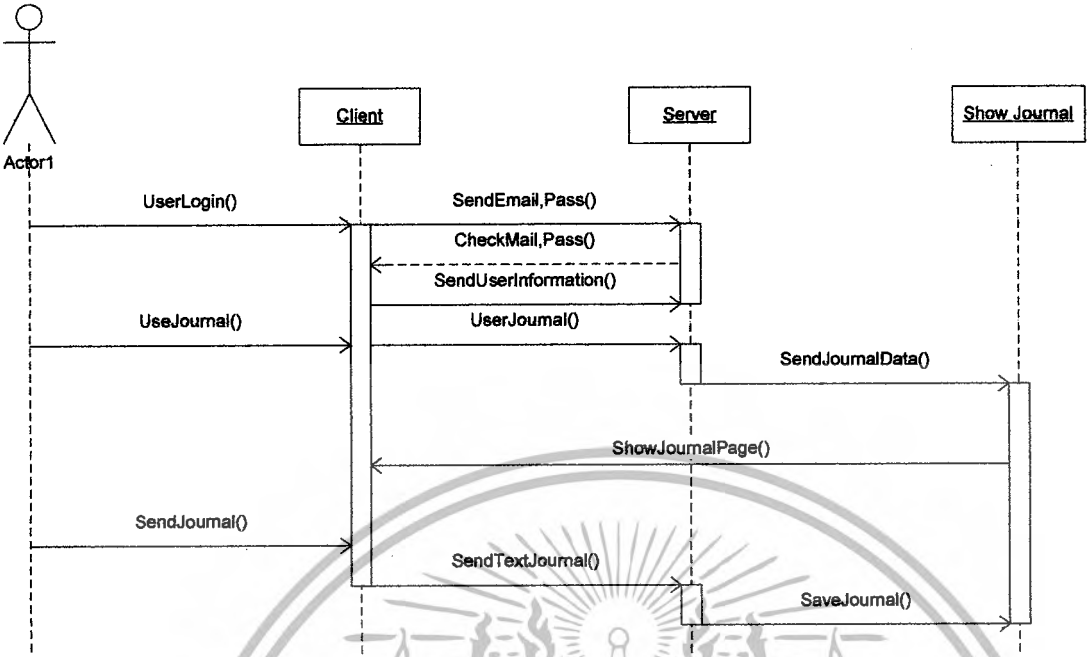 Client
Server
Show Journal
Actor1
UserLogin()
SendEmail,Pass()
CheckMail,Pass()
SendUserInformation()
UseJournal()
UserJournal()
SendJournalData()
ShowJournalPage()
SendJournal()
SendTextJournal()
SaveJournal()